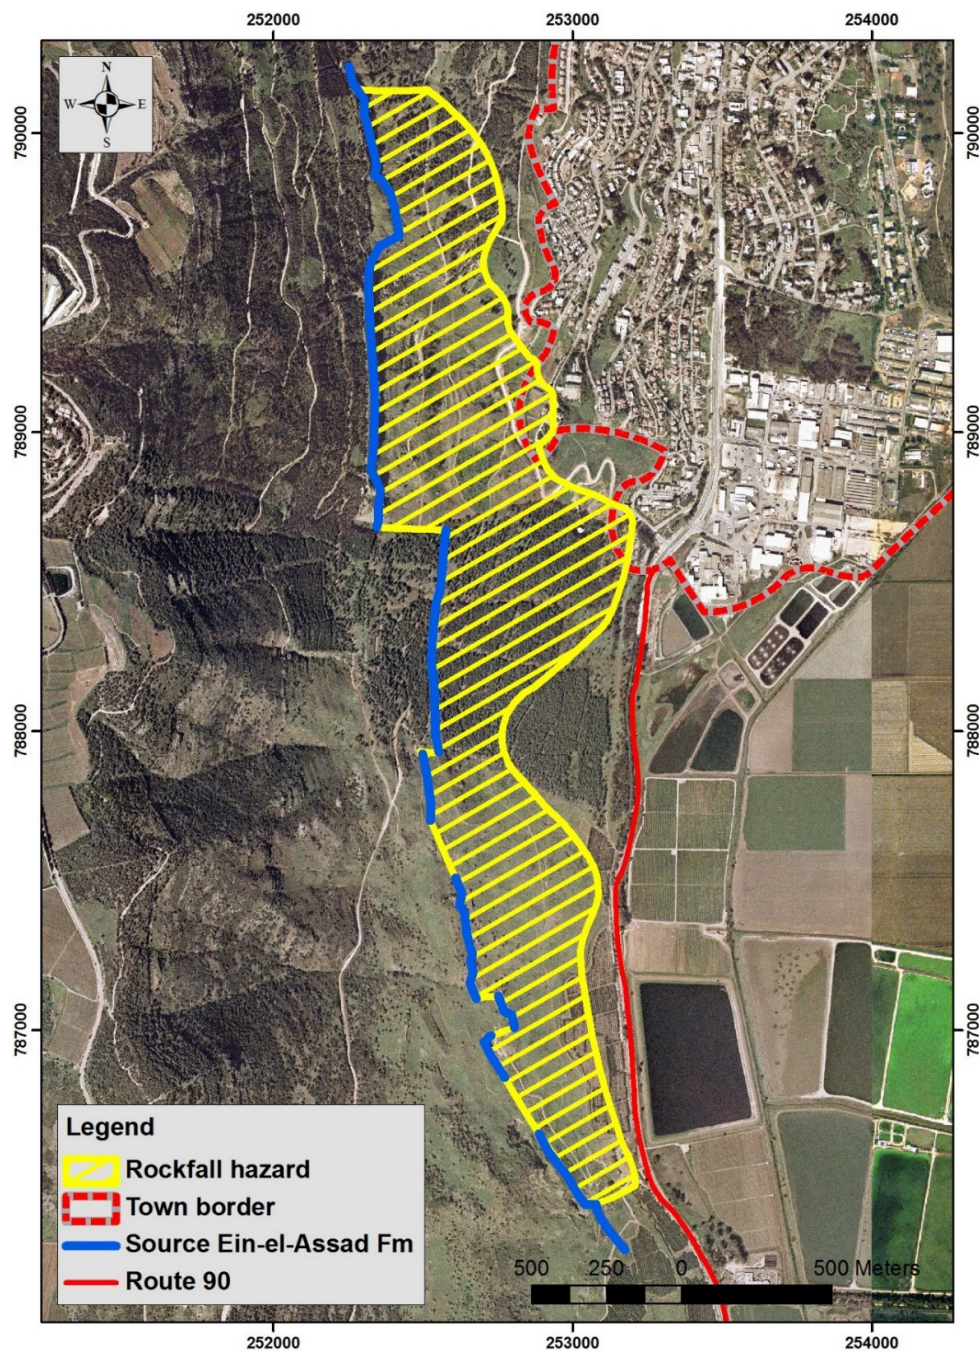 252000 253000 254000
N
W E
S
790000 790000
789000 789000
788000 788000
787000 787000
Legend
Rockfall hazard
Town border
Source Ein-el-Assad Fm
Route 90
500 250 0 500 Meters
252000 253000 254000